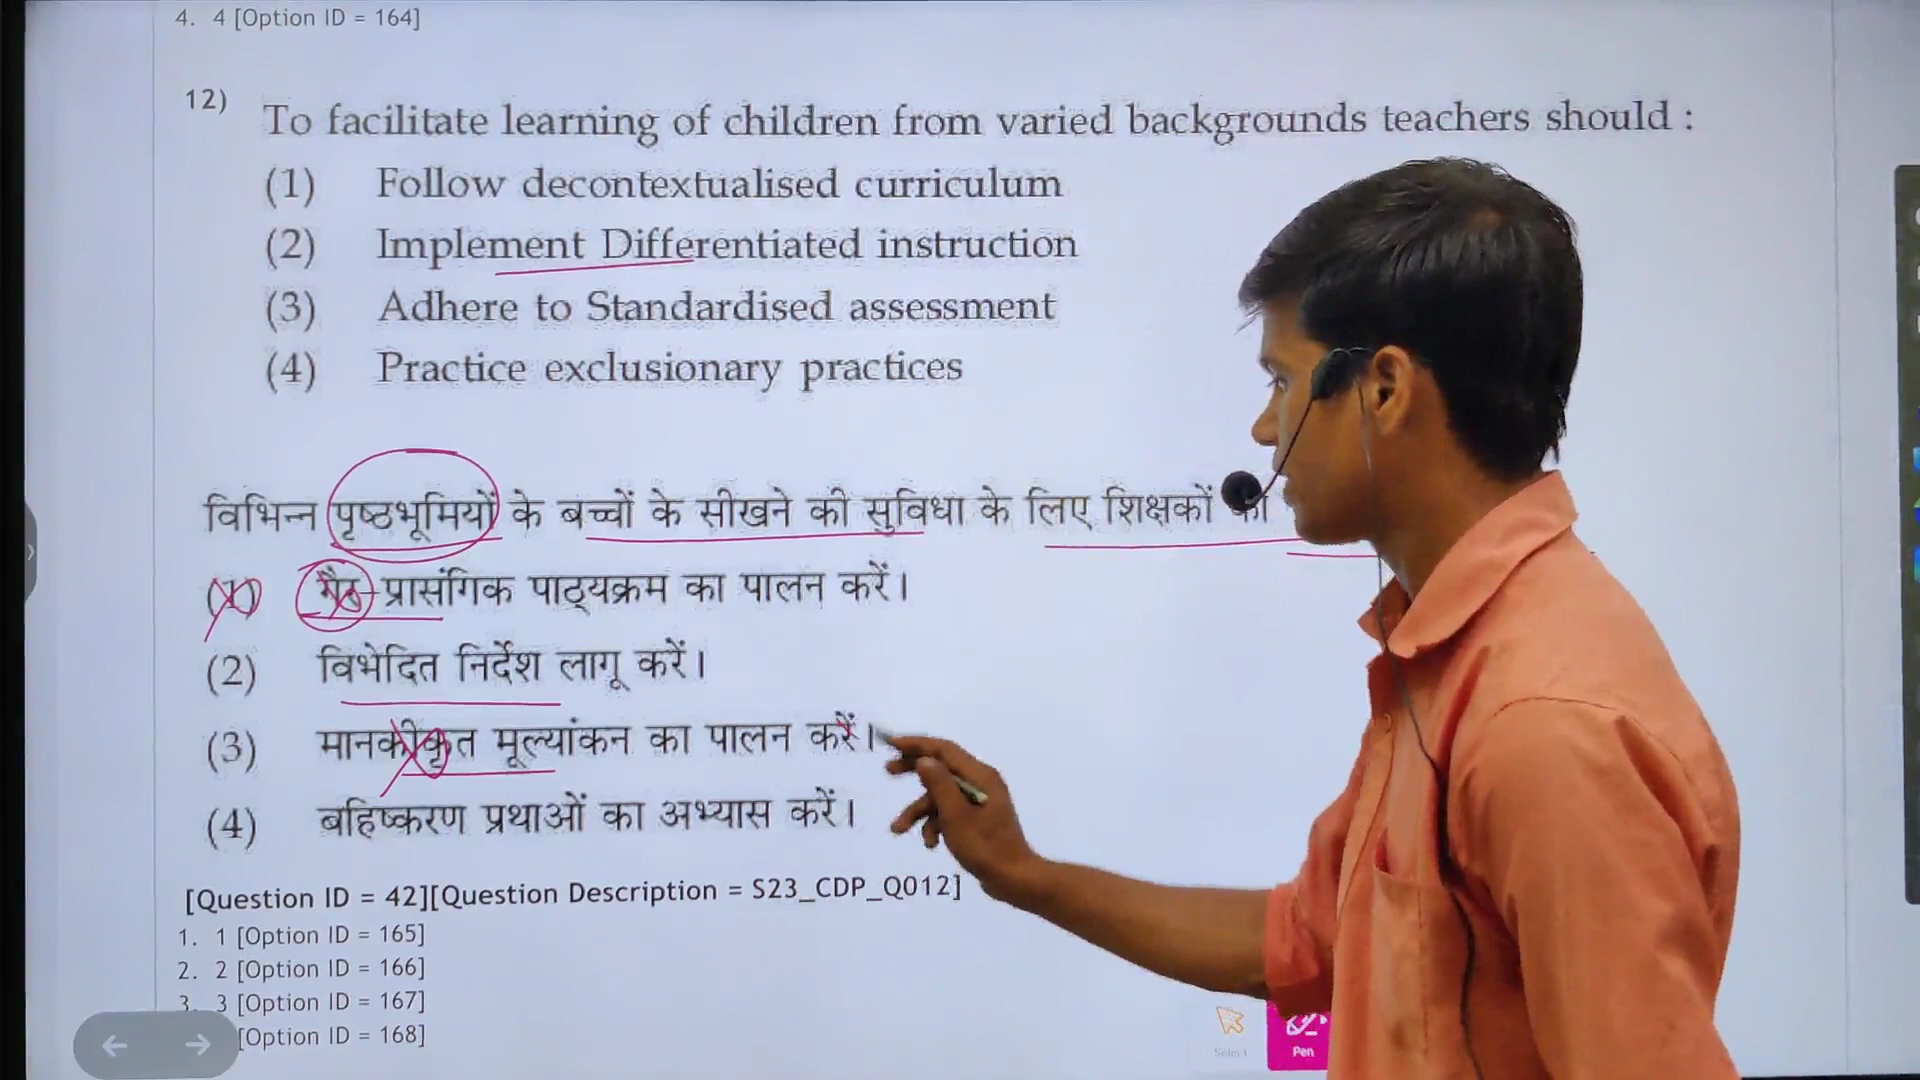 4. 4 [Option ID = 164]
12) To facilitate learning of children from varied backgrounds teachers should :
(1) Follow decontextualised curriculum
(2) Implement Differentiated instruction
(3) Adhere to Standardised assessment
(4) Practice exclusionary practices
विभिन्न पृष्ठभूमियों के बच्चों के सीखने की सुविधा के लिए शिक्षकों
(1) गैर-प्रासंगिक पाठ्यक्रम का पालन करें।
(2) विभेदित निर्देश लागू करें।
(3) मानकीकृत मूल्यांकन का पालन करें।
(4) बहिष्करण प्रथाओं का अभ्यास करें।
[Question ID = 42][Question Description = S23_CDP_Q012]
1. 1 [Option ID = 165]
2. 2 [Option ID = 166]
3. 3 [Option ID = 167]
[Option ID = 168]
Select
Pen